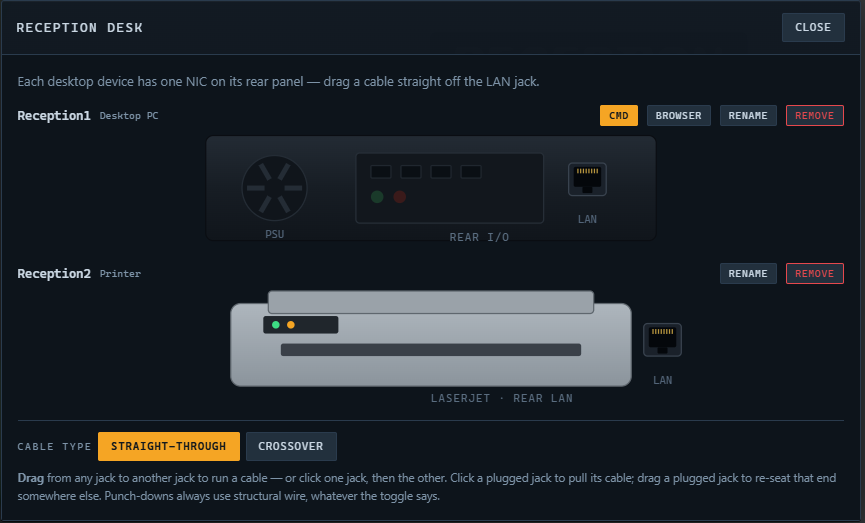 RECEPTION DESK CLOSE
Each desktop device has one NIC on its rear panel — drag a cable straight off the LAN jack.
Reception1 Desktop PC CMD BROWSER RENAME REMOVE
LAN
PSU
REAR I/O
Reception2 Printer RENAME REMOVE
LAN
LASERJET · REAR LAN
CABLE TYPE STRAIGHT-THROUGH CROSSOVER
Drag from any jack to another jack to run a cable — or click one jack, then the other. Click a plugged jack to pull its cable; drag a plugged jack to re-seat that end
somewhere else. Punch-downs always use structural wire, whatever the toggle says.